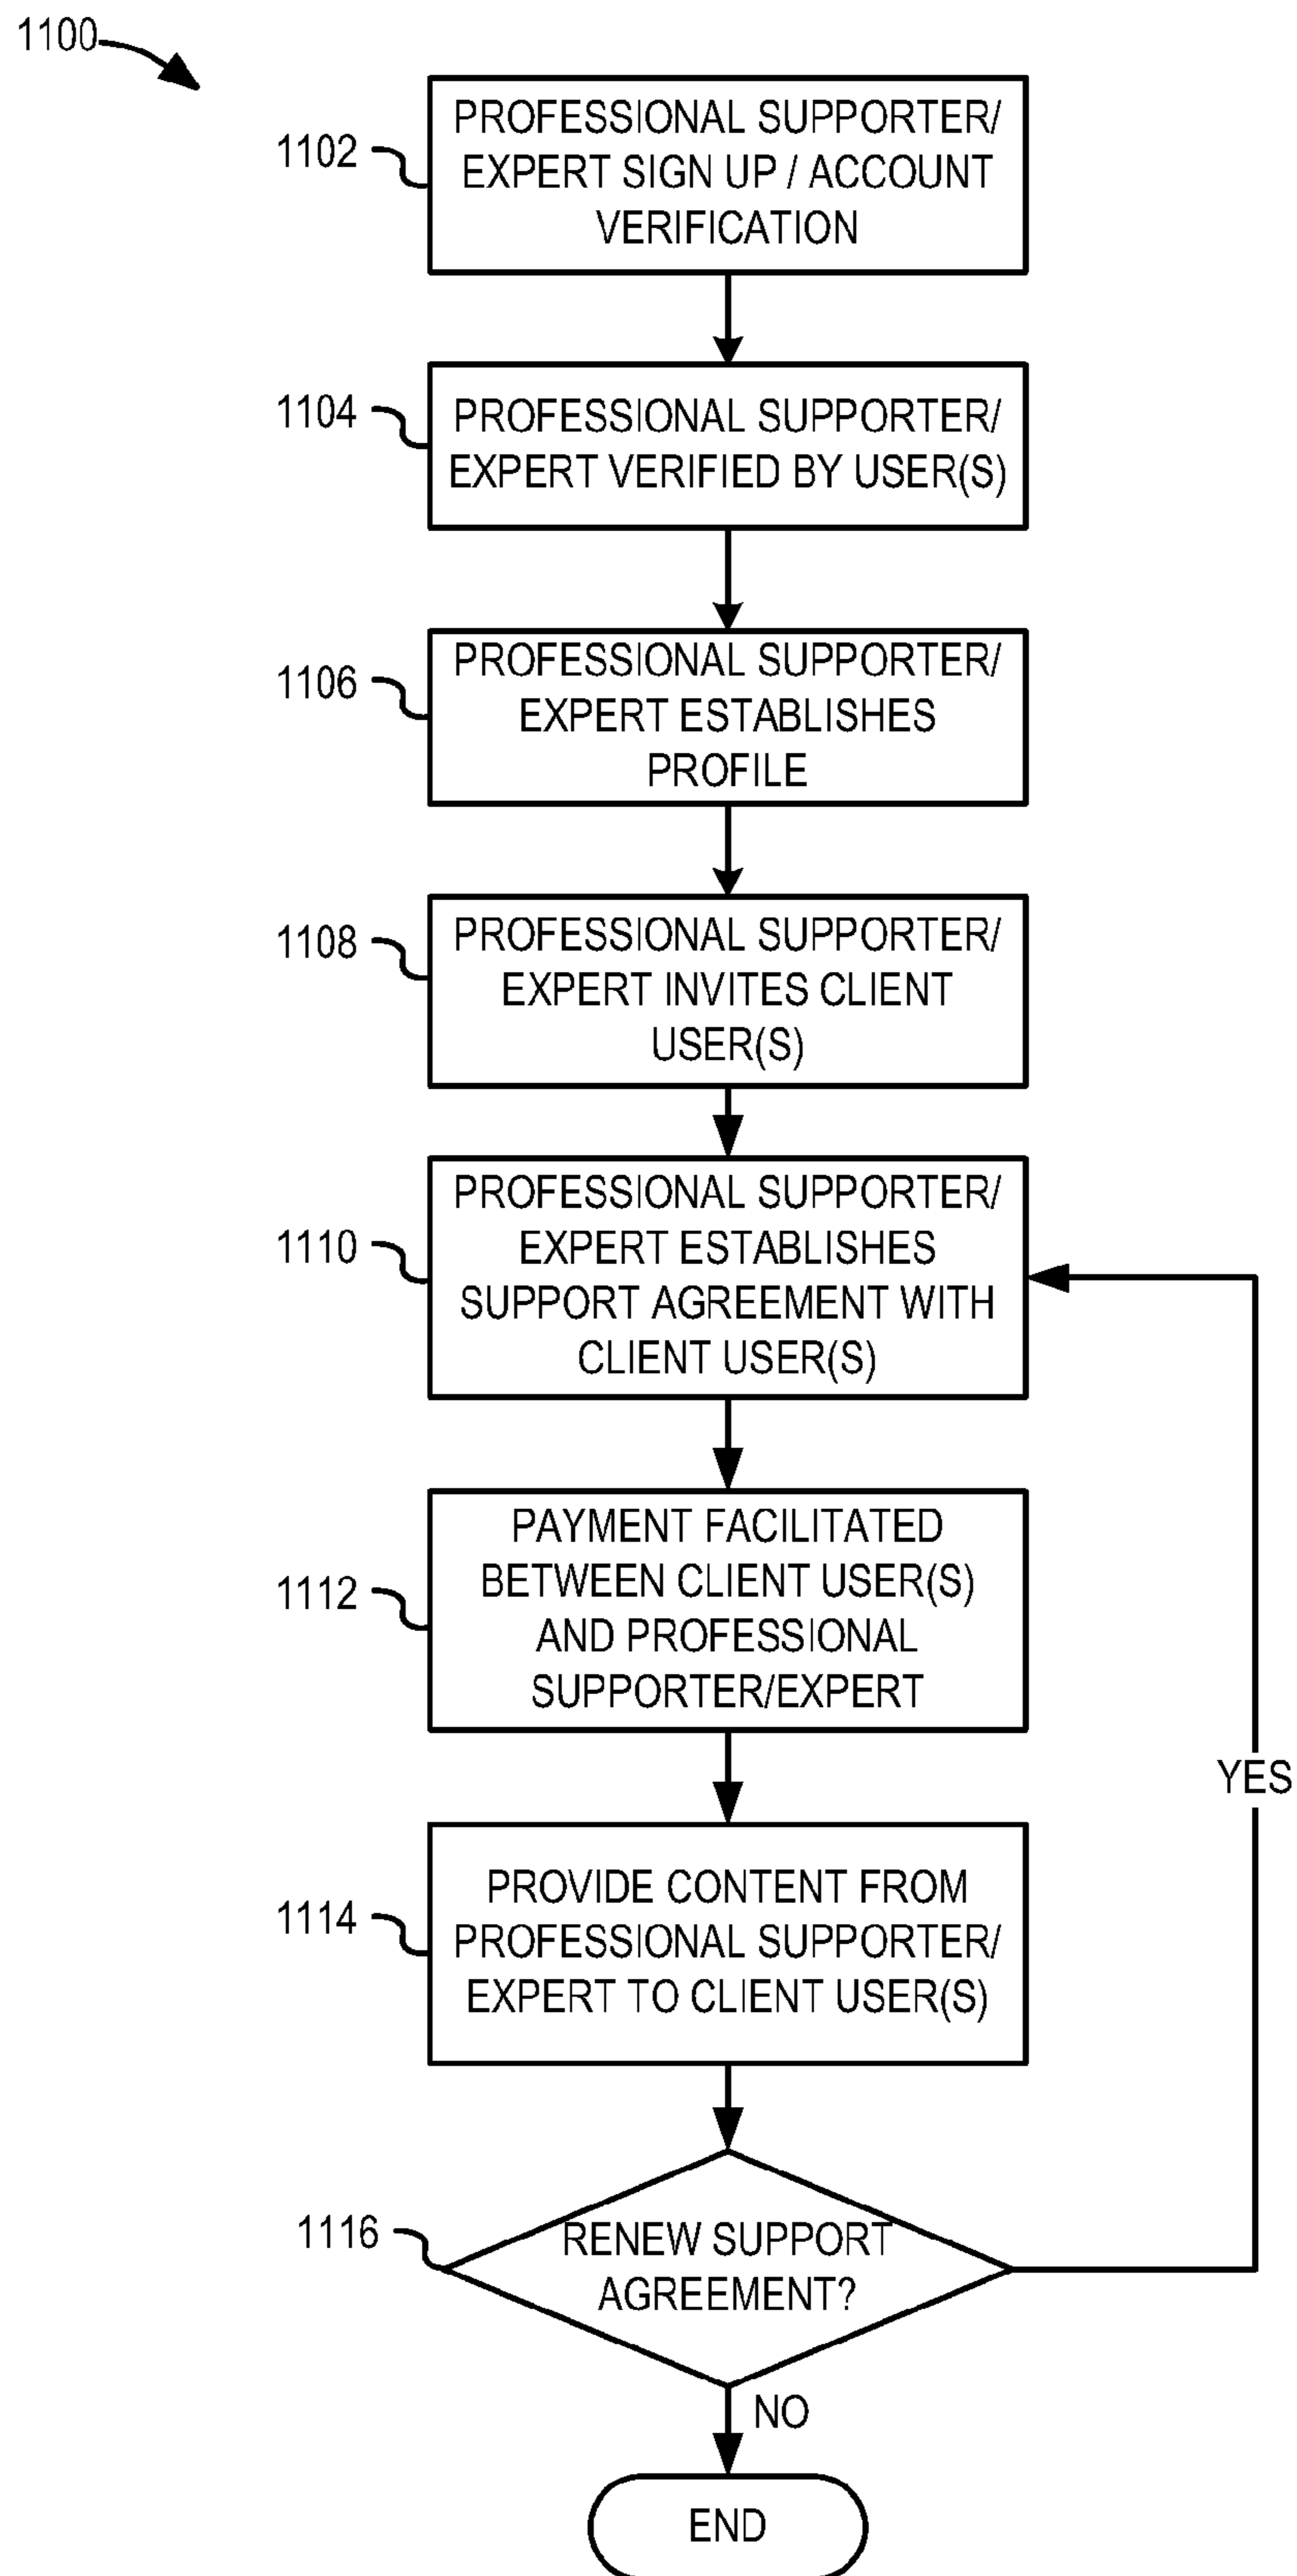 1100
1102
PROFESSIONAL SUPPORTER/
EXPERT SIGN UP / ACCOUNT
VERIFICATION
1104
PROFESSIONAL SUPPORTER/
EXPERT VERIFIED BY USER(S)
1106
PROFESSIONAL SUPPORTER/
EXPERT ESTABLISHES
PROFILE
1108
PROFESSIONAL SUPPORTER/
EXPERT INVITES CLIENT
USER(S)
1110
PROFESSIONAL SUPPORTER/
EXPERT ESTABLISHES
SUPPORT AGREEMENT WITH
CLIENT USER(S)
1112
PAYMENT FACILITATED
BETWEEN CLIENT USER(S)
AND PROFESSIONAL
SUPPORTER/EXPERT
YES
1114
PROVIDE CONTENT FROM
PROFESSIONAL SUPPORTER/
EXPERT TO CLIENT USER(S)
1116
RENEW SUPPORT
AGREEMENT?
NO
END